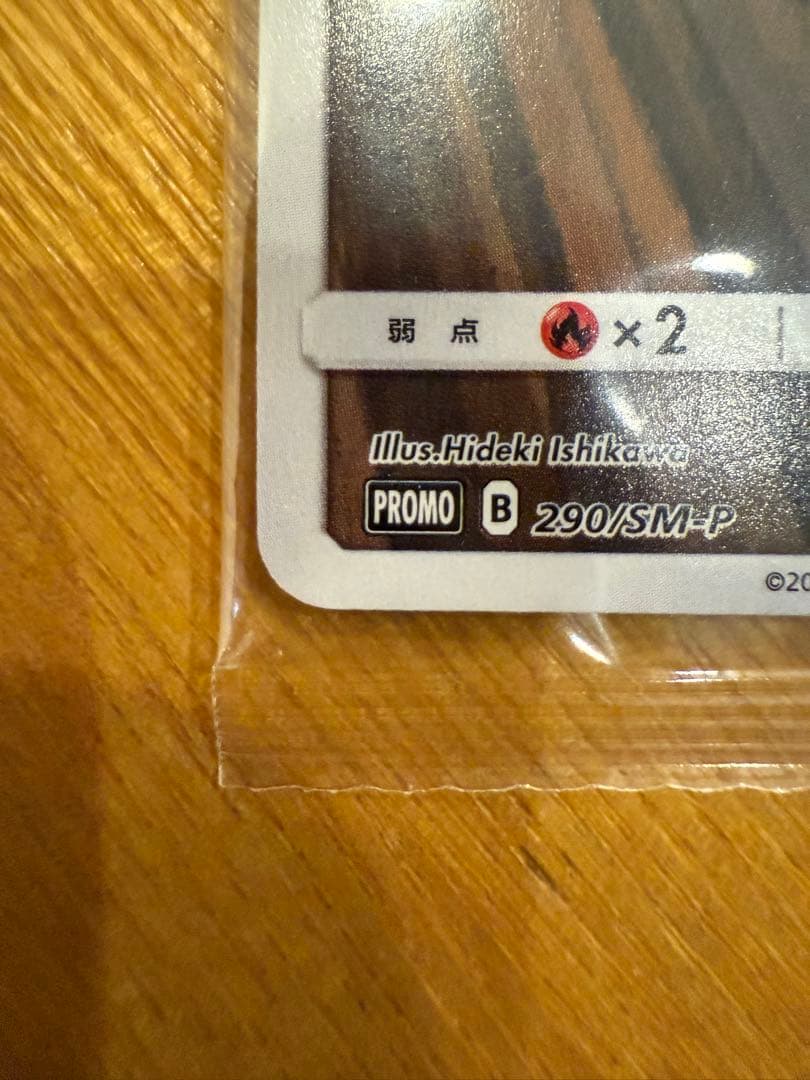 弱点 ×2
Illus.Hideki Ishikawa
PROMO B 290/SM-P
©20